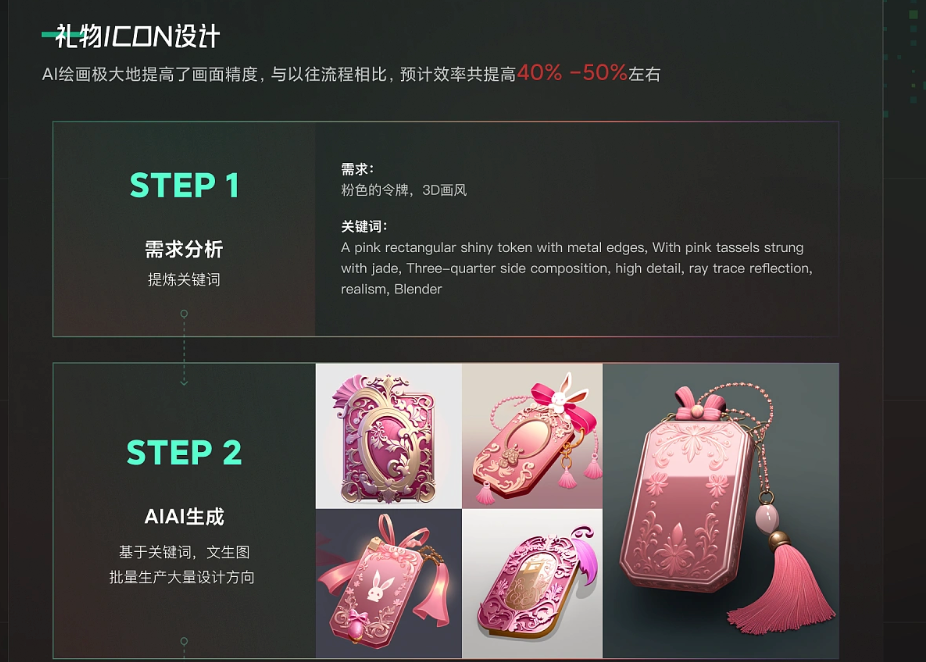 礼物ICON设计
AI绘画极大地提高了画面精度，与以往流程相比，预计效率共提高40% -50%左右
STEP 1
需求分析
提炼关键词
需求：
粉色的令牌，3D画风
关键词：
A pink rectangular shiny token with metal edges, With pink tassels strung
with jade, Three-quarter side composition, high detail, ray trace reflection,
realism, Blender
STEP 2
AIAI生成
基于关键词，文生图
批量生产大量设计方向